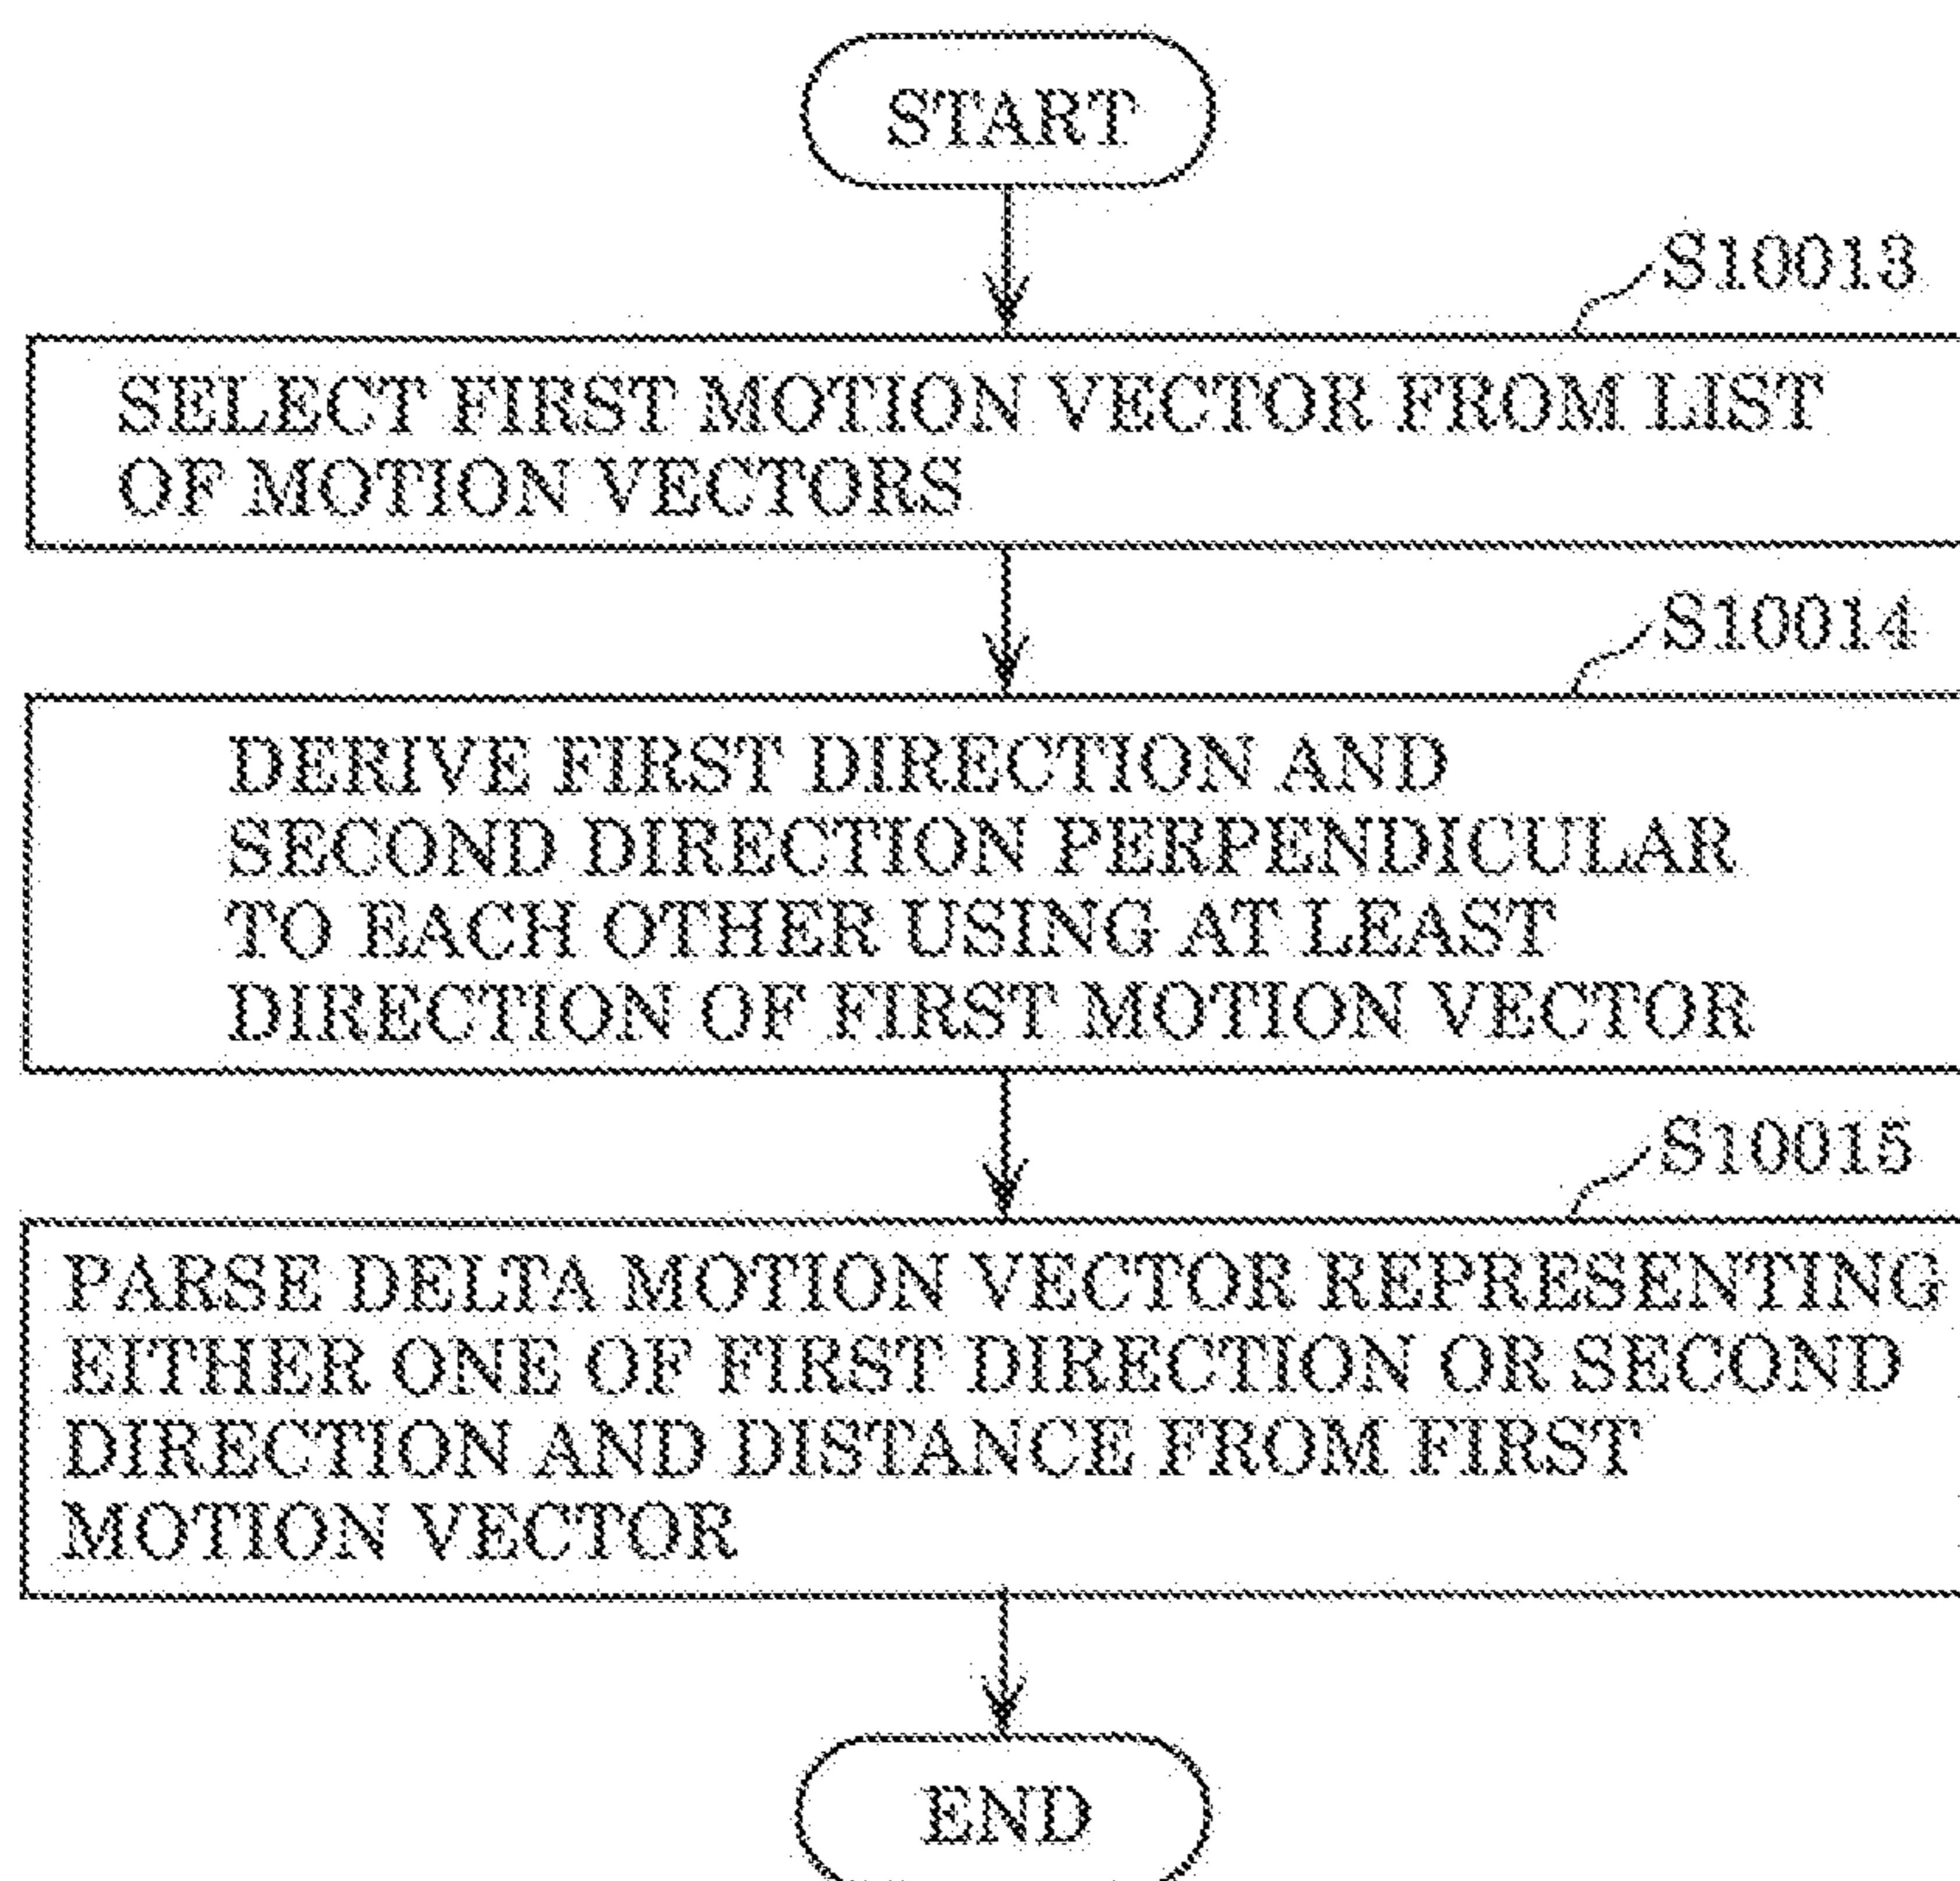 START
S10013
SELECT FIRST MOTION VECTOR FROM LIST
OF MOTION VECTORS
S10014
DERIVE FIRST DIRECTION AND
SECOND DIRECTION PERPENDICULAR
TO EACH OTHER USING AT LEAST
DIRECTION OF FIRST MOTION VECTOR
S10015
PARSE DELTA MOTION VECTOR REPRESENTING
EITHER ONE OF FIRST DIRECTION OR SECOND
DIRECTION AND DISTANCE FROM FIRST
MOTION VECTOR
END